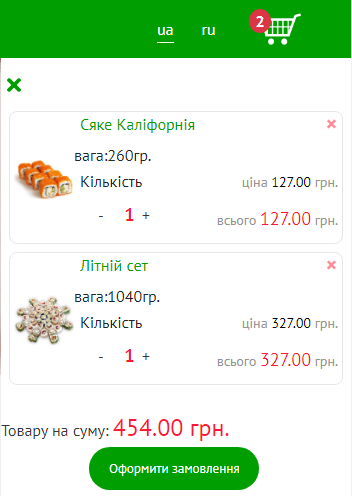 ua ru 2
Сяке Каліфорнія
вага:260гр.
Кількість ціна 127.00 грн.
- 1 + всього 127.00 грн.
Літній сет
вага:1040гр.
Кількість ціна 327.00 грн.
- 1 + всього 327.00 грн.
Товару на суму: 454.00 грн.
Оформити замовлення